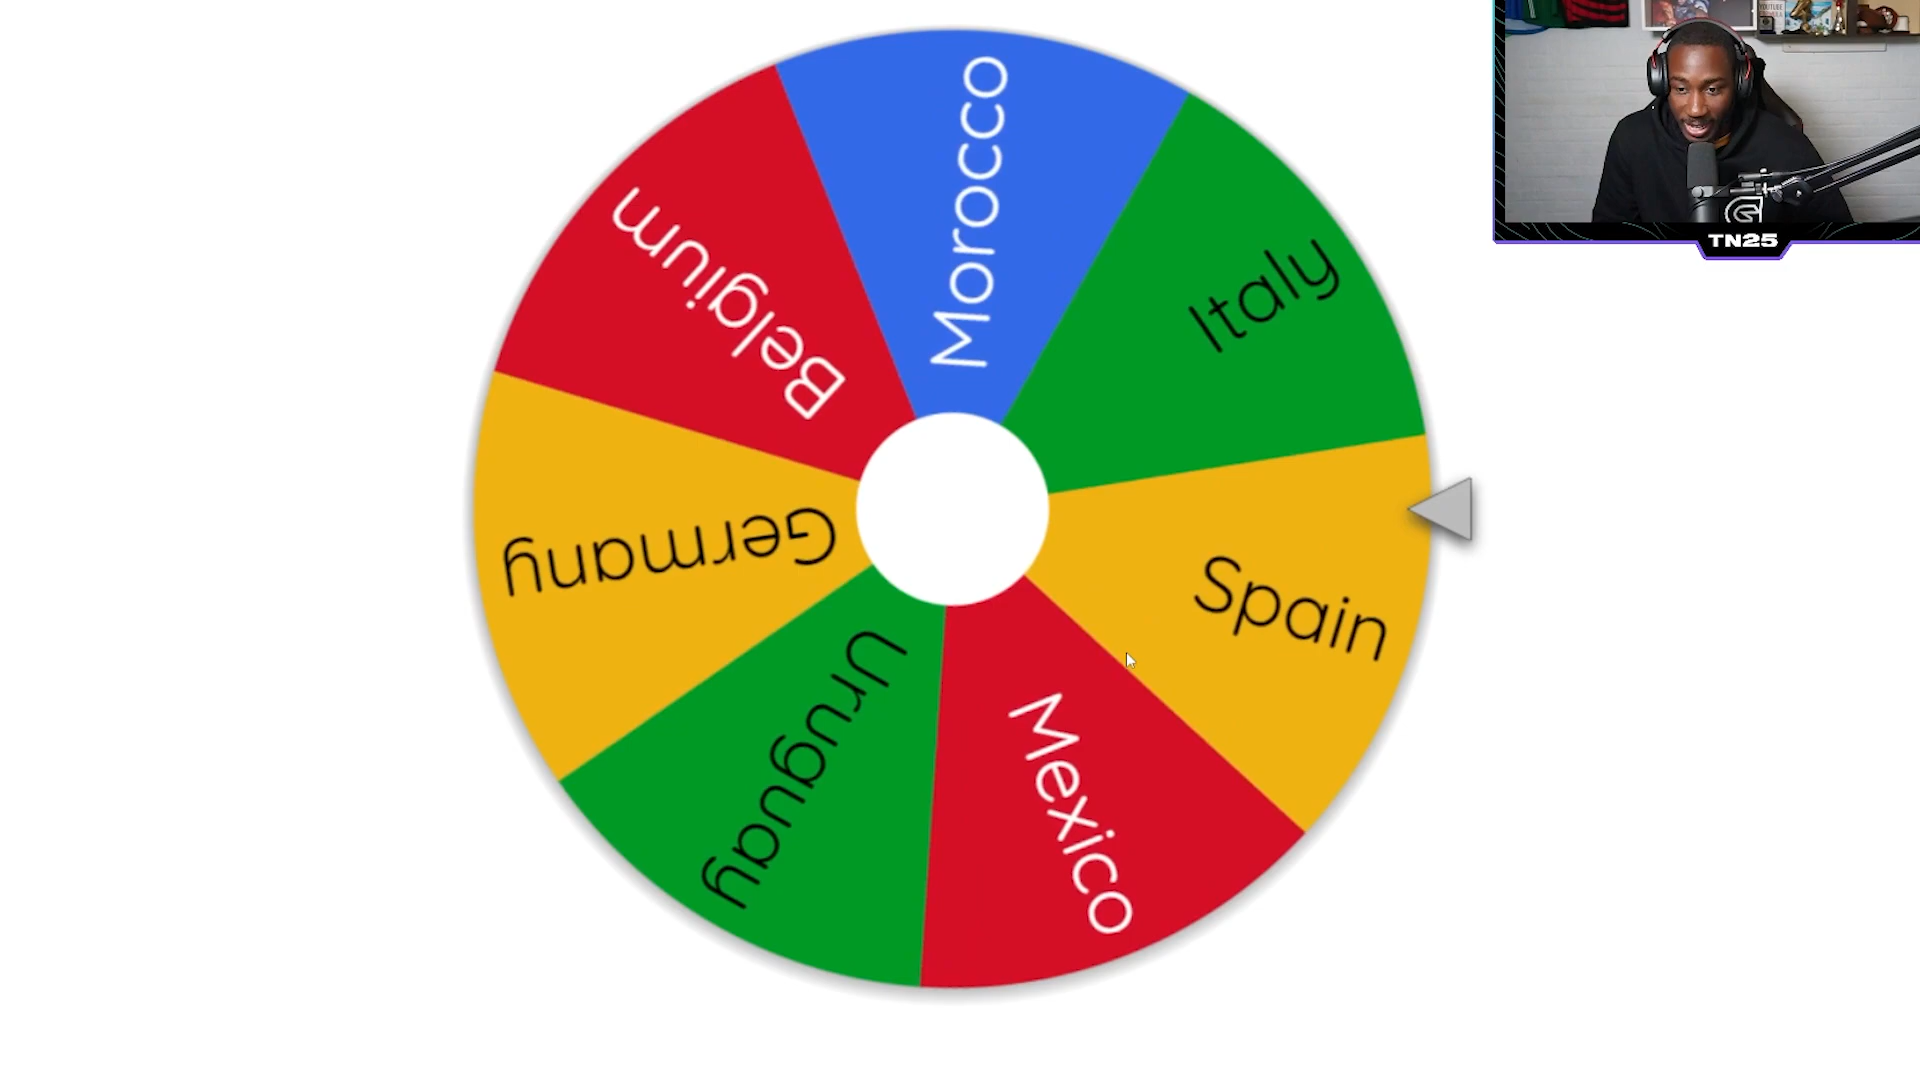 Morocco
Italy
Spain
Mexico
Uruguay
Germany
Belgium
TN25